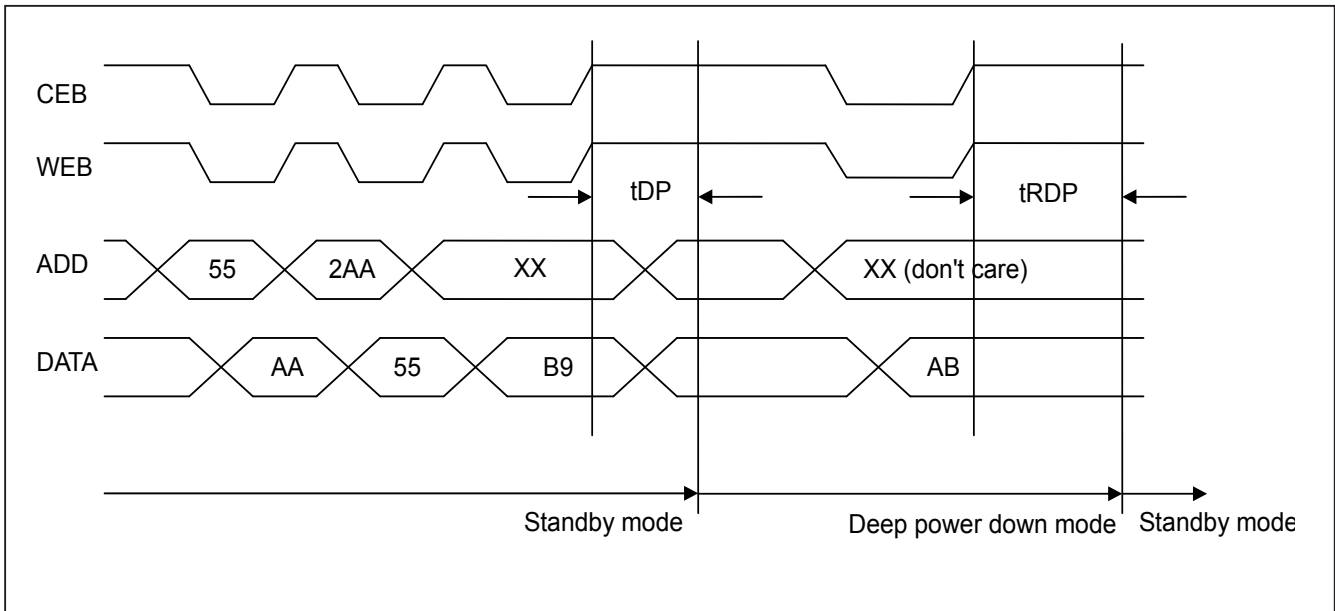 CEB
WEB
tDP
tRDP
ADD
55
2AA
XX
XX (don't care)
DATA
AA
55
B9
AB
Standby mode
Deep power down mode
Standby mode